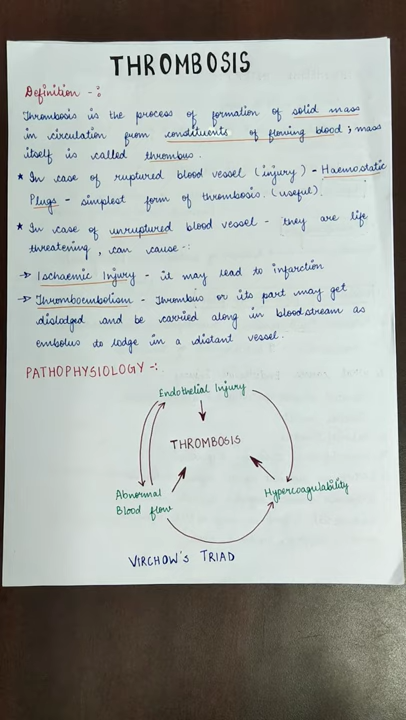 THROMBOSIS
Definition -:
Thrombosis is the process of formation of solid mass
in circulation from constituents of flowing blood ; mass
itself is called thrombus.
* In case of ruptured blood vessel (injury) - Haemostatic
Plugs - simplest form of thrombosis. (useful).
* In case of unruptured blood vessel - they are life
threatening, can cause -:
→ Ischaemic Injury - it may lead to infarction
→ Thromboembolism - Thrombus or its part may get
dislodged and be carried along in bloodstream as
embolus to lodge in a distant vessel.
PATHOPHYSIOLOGY -:
Endothelial Injury
THROMBOSIS
Abnormal
Blood flow
Hypercoagulability
VIRCHOW'S TRIAD